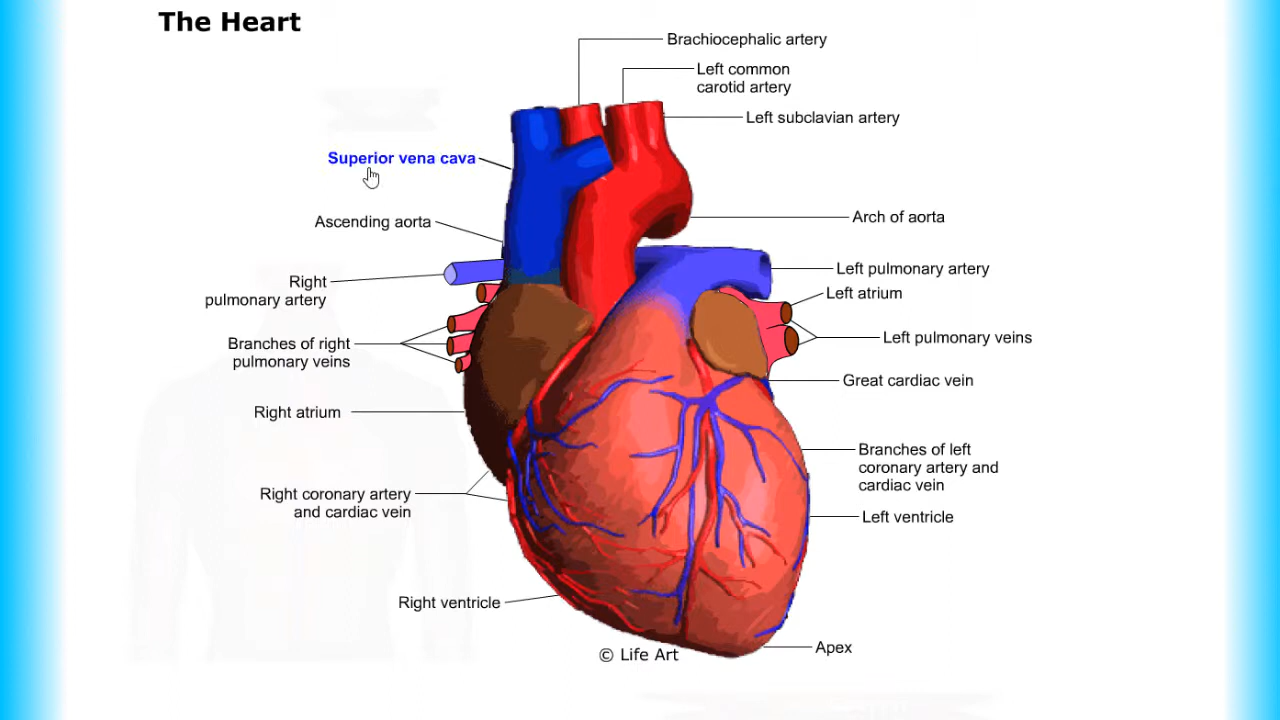 The Heart
Brachiocephalic artery
Left common
carotid artery
Left subclavian artery
Superior vena cava
Ascending aorta
Arch of aorta
Right
pulmonary artery
Left pulmonary artery
Left atrium
Branches of right
pulmonary veins
Left pulmonary veins
Great cardiac vein
Right atrium
Branches of left
coronary artery and
cardiac vein
Right coronary artery
and cardiac vein
Left ventricle
Right ventricle
Apex
© Life Art